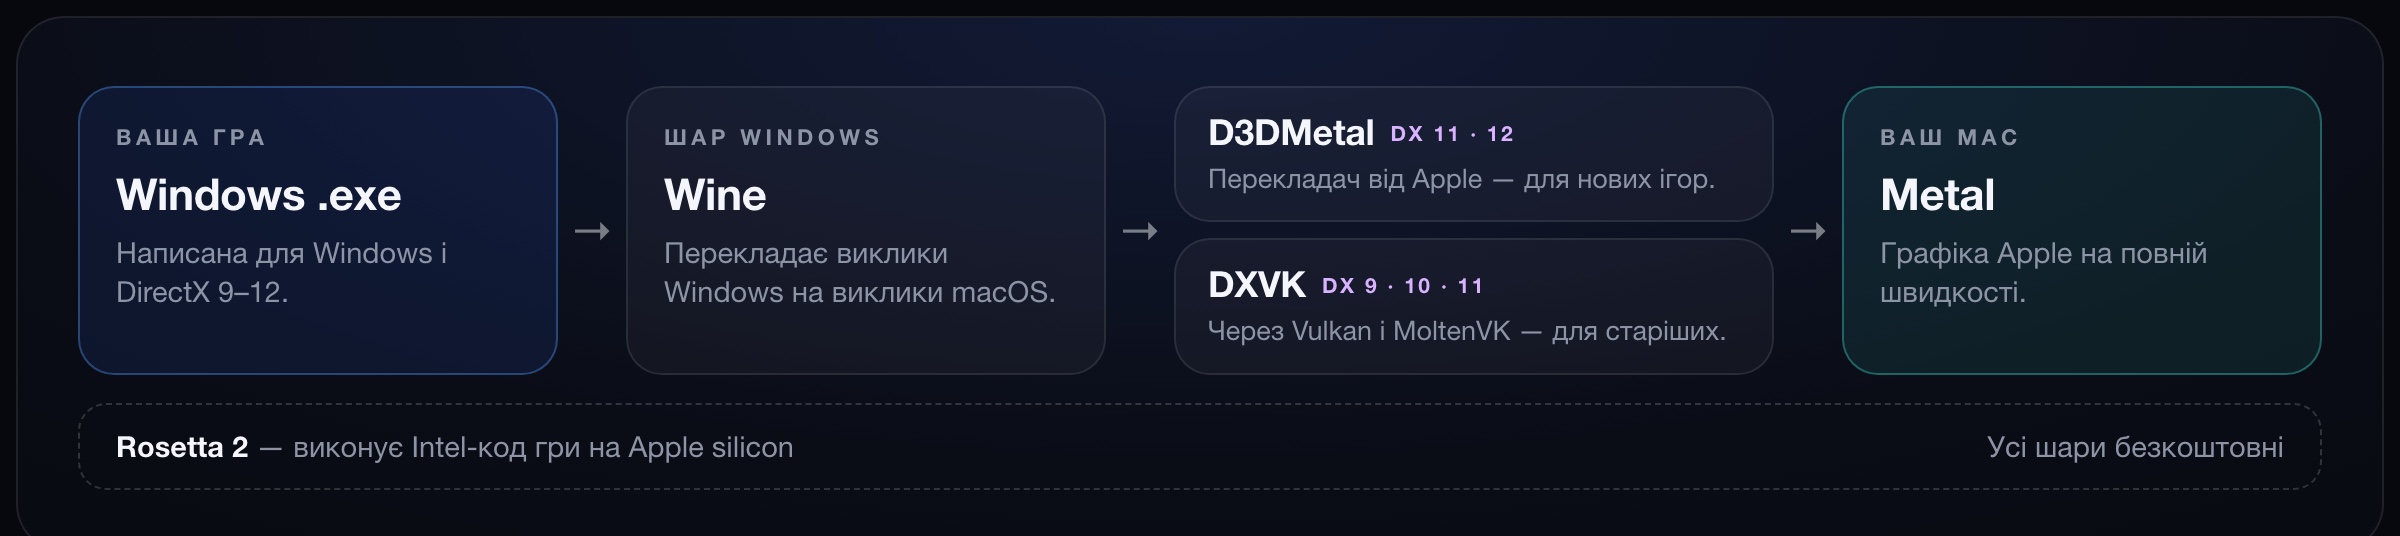 ВАША ГРА
Windows .exe
Написана для Windows і
DirectX 9–12.
→
ШАР WINDOWS
Wine
Перекладає виклики
Windows на виклики macOS.
→
D3DMetal DX 11 · 12
Перекладач від Apple — для нових ігор.
DXVK DX 9 · 10 · 11
Через Vulkan і MoltenVK — для старіших.
→
ВАШ MAC
Metal
Графіка Apple на повній
швидкості.
Rosetta 2 — виконує Intel-код гри на Apple silicon
Усі шари безкоштовні